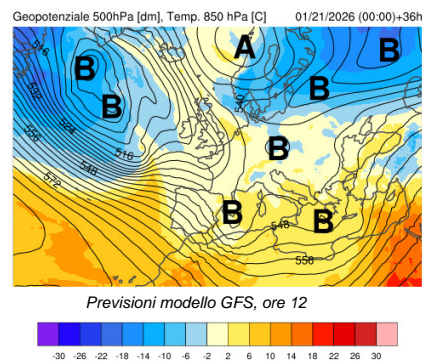 Geopotenziale 500hPa [dm], Temp. 850 hPa [C] 01/21/2026 (00:00)+36h
516
A
B
B
B
532
B
524
556
516
548
B
572
B
B
548
556
Previsioni modello GFS, ore 12
-30 -26 -22 -18 -14 -10 -6 -2 2 6 10 14 18 22 26 30